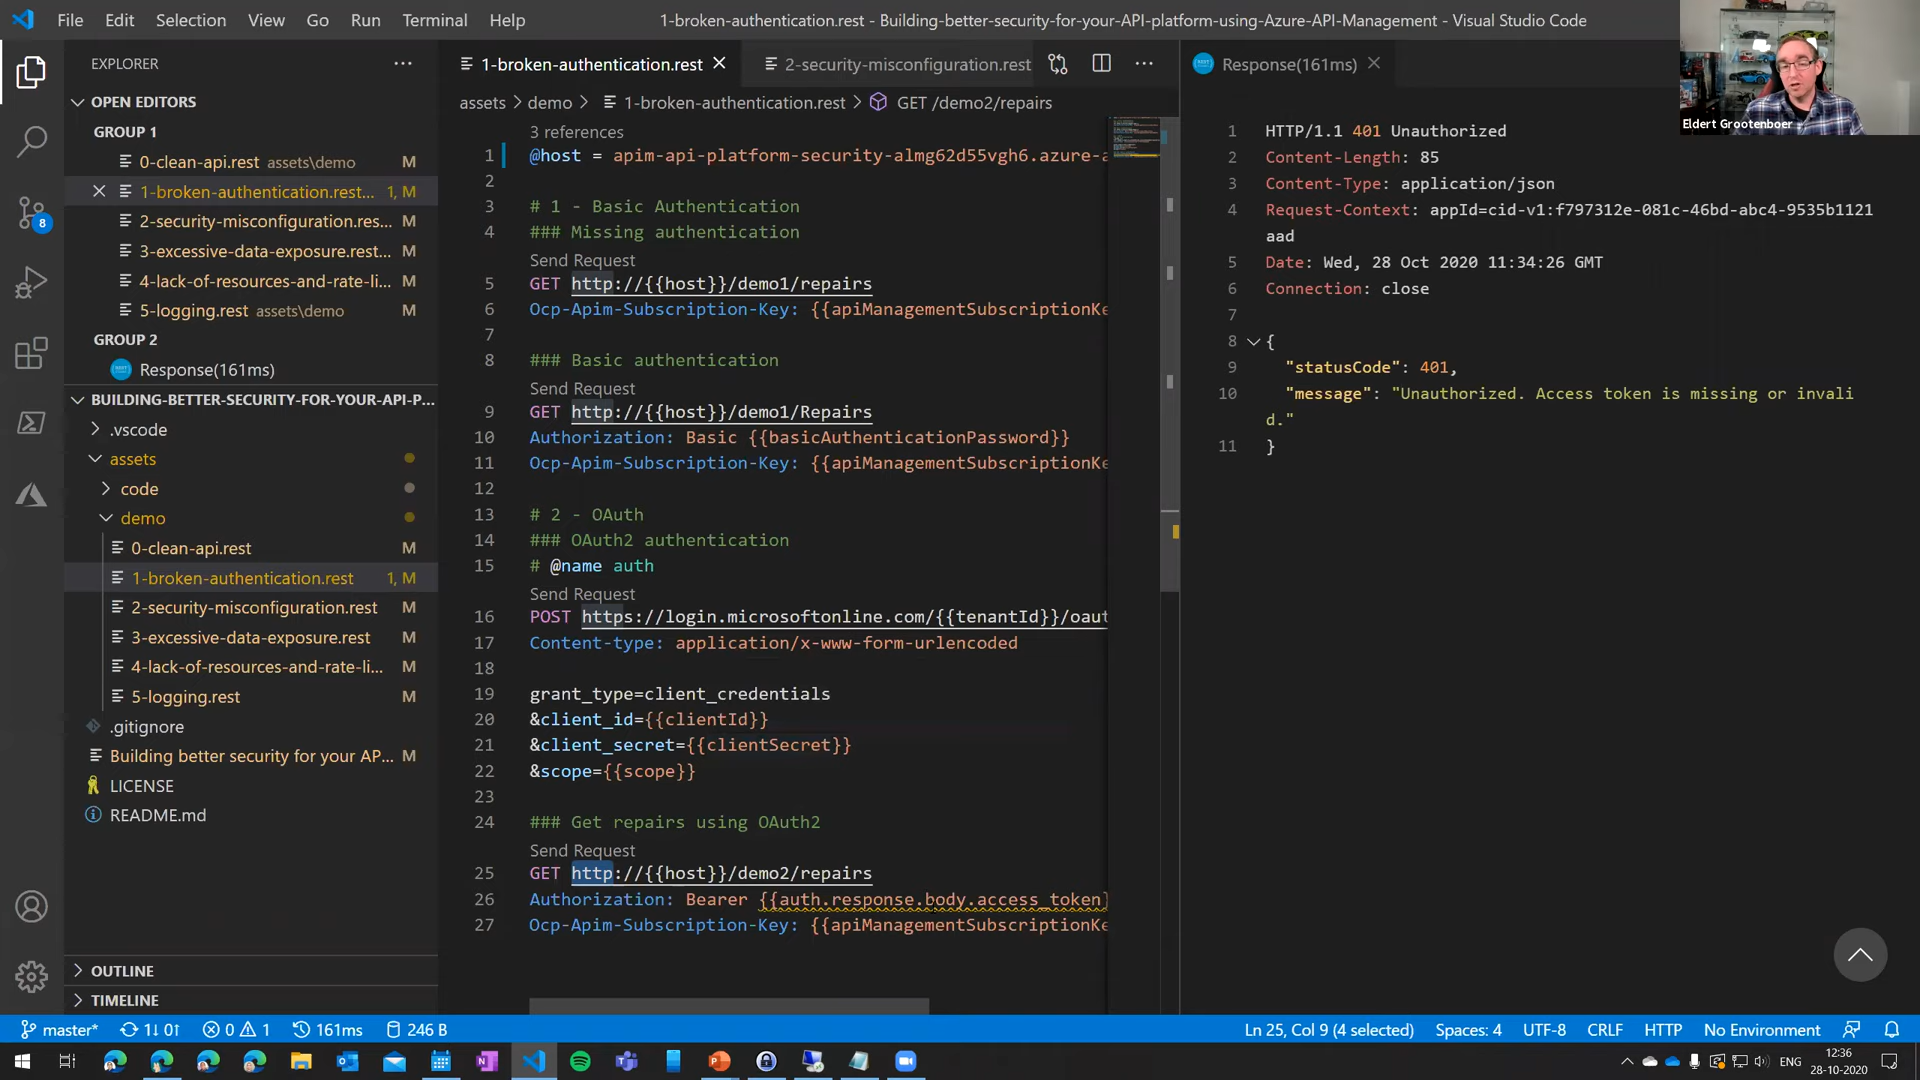 File Edit Selection View Go Run Terminal Help
1-broken-authentication.rest - Building-better-security-for-your-API-platform-using-Azure-API-Management - Visual Studio Code
EXPLORER
OPEN EDITORS
GROUP 1
0-clean-api.rest assets\demo M
1-broken-authentication.rest... 1, M
2-security-misconfiguration.res... M
3-excessive-data-exposure.rest... M
4-lack-of-resources-and-rate-li... M
5-logging.rest assets\demo M
GROUP 2
Response(161ms)
BUILDING-BETTER-SECURITY-FOR-YOUR-API-P...
.vscode
assets
code
demo
0-clean-api.rest M
1-broken-authentication.rest 1, M
2-security-misconfiguration.rest M
3-excessive-data-exposure.rest M
4-lack-of-resources-and-rate-li... M
5-logging.rest M
.gitignore
Building better security for your AP... M
LICENSE
README.md
OUTLINE
TIMELINE
8
1-broken-authentication.rest
2-security-misconfiguration.rest
assets > demo > 1-broken-authentication.rest > GET /demo2/repairs
3 references
1 @host = apim-api-platform-security-almg62d55vgh6.azure-a
2
3 # 1 - Basic Authentication
4 ### Missing authentication
Send Request
5 GET http://{{host}}/demo1/repairs
6 Ocp-Apim-Subscription-Key: {{apiManagementSubscriptionKe
7
8 ### Basic authentication
Send Request
9 GET http://{{host}}/demo1/Repairs
10 Authorization: Basic {{basicAuthenticationPassword}}
11 Ocp-Apim-Subscription-Key: {{apiManagementSubscriptionKe
12
13 # 2 - OAuth
14 ### OAuth2 authentication
15 # @name auth
Send Request
16 POST https://login.microsoftonline.com/{{tenantId}}/oaut
17 Content-type: application/x-www-form-urlencoded
18
19 grant_type=client_credentials
20 &client_id={{clientId}}
21 &client_secret={{clientSecret}}
22 &scope={{scope}}
23
24 ### Get repairs using OAuth2
Send Request
25 GET http://{{host}}/demo2/repairs
26 Authorization: Bearer {{auth.response.body.access_token}
27 Ocp-Apim-Subscription-Key: {{apiManagementSubscriptionKe
Response(161ms)
Eldert Grootenboer
1 HTTP/1.1 401 Unauthorized
2 Content-Length: 85
3 Content-Type: application/json
4 Request-Context: appId=cid-v1:f797312e-081c-46bd-abc4-9535b1121
aad
5 Date: Wed, 28 Oct 2020 11:34:26 GMT
6 Connection: close
7
8 {
9 "statusCode": 401,
10 "message": "Unauthorized. Access token is missing or invali
d."
11 }
master* 1↓ 0↑ 0 1 161ms 246 B
Ln 25, Col 9 (4 selected) Spaces: 4 UTF-8 CRLF HTTP No Environment
ENG
12:36
28-10-2020